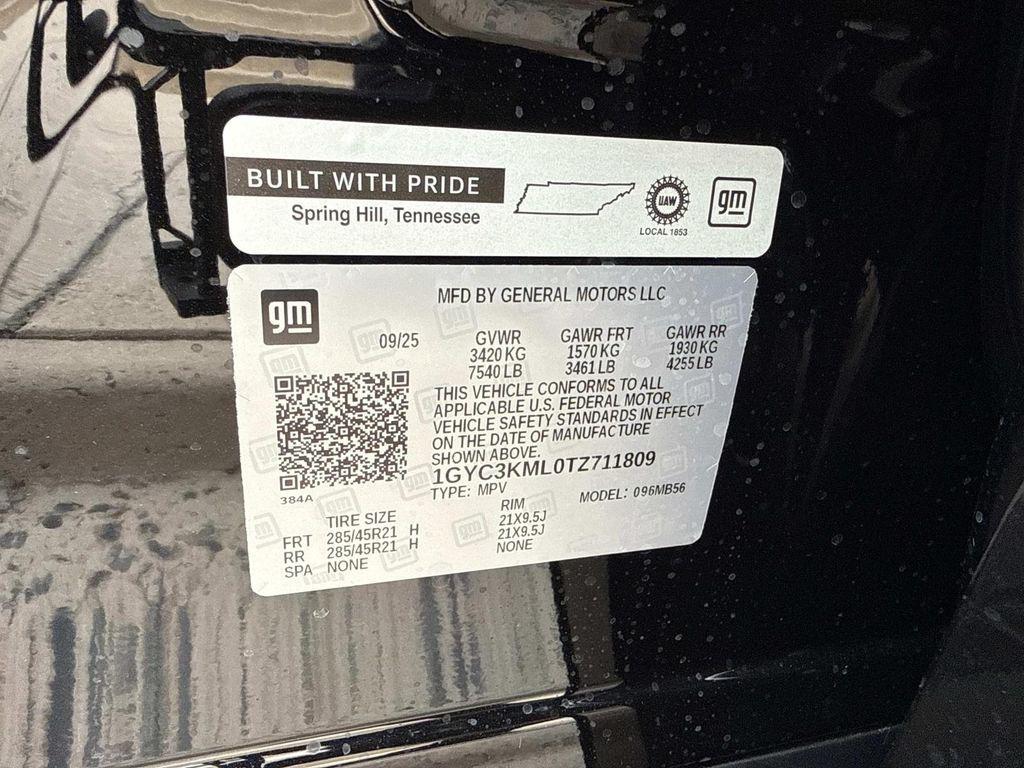 BUILT WITH PRIDE
Spring Hill, Tennessee
UAW
LOCAL 1853
gm
gm
MFD BY GENERAL MOTORS LLC
09/25 GVWR GAWR FRT GAWR RR
3420 KG 1570 KG 1930 KG
7540 LB 3461 LB 4255 LB
THIS VEHICLE CONFORMS TO ALL
APPLICABLE U.S. FEDERAL MOTOR
VEHICLE SAFETY STANDARDS IN EFFECT
ON THE DATE OF MANUFACTURE
SHOWN ABOVE.
1GYC3KML0TZ711809
384A
TYPE: MPV MODEL: 096MB56
TIRE SIZE RIM
FRT 285/45R21 H 21X9.5J
RR 285/45R21 H 21X9.5J
SPA NONE NONE